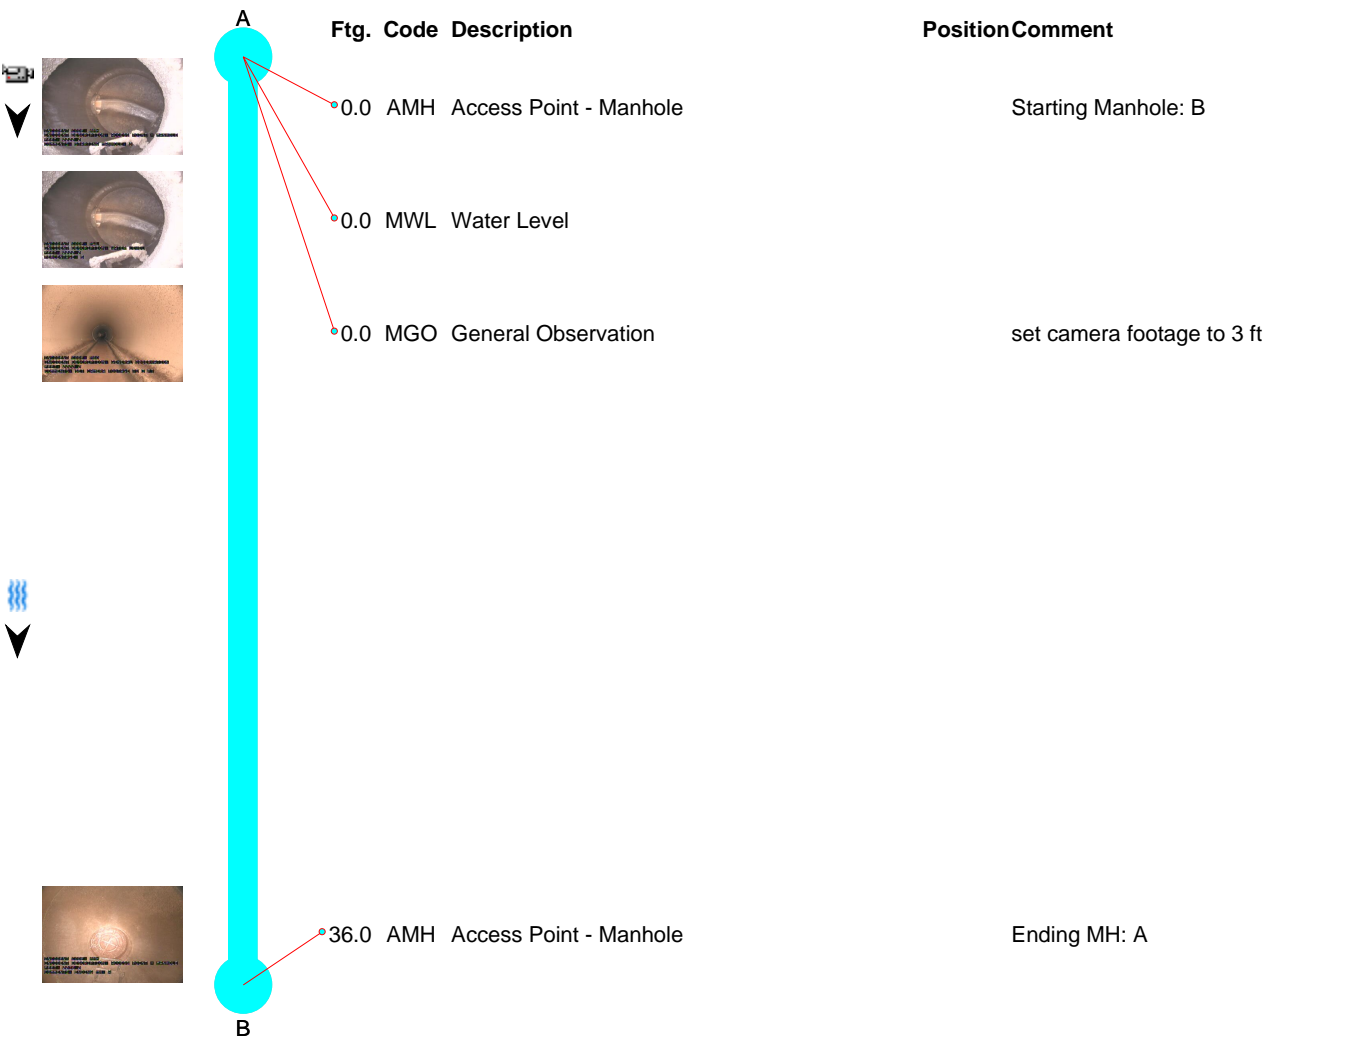 A
Ftg. Code Description Position Comment
0.0 AMH Access Point - Manhole Starting Manhole: B
0.0 MWL Water Level
0.0 MGO General Observation set camera footage to 3 ft
36.0 AMH Access Point - Manhole Ending MH: A
B